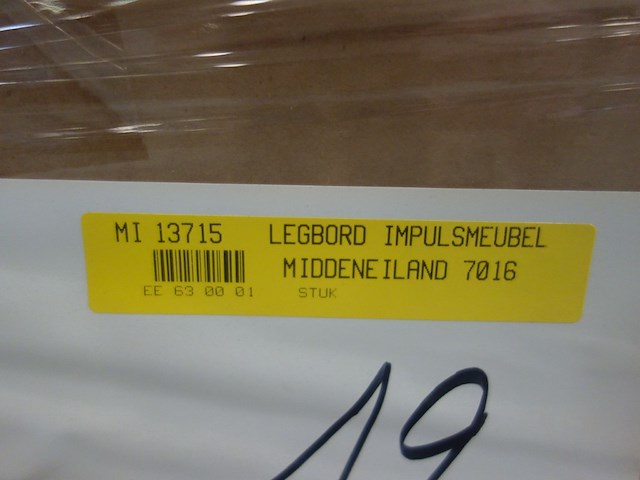 MI 13715 LEGBORD IMPULSMEUBEL
MIDDENEILAND 7016
EE 63 00 01 STUK
19